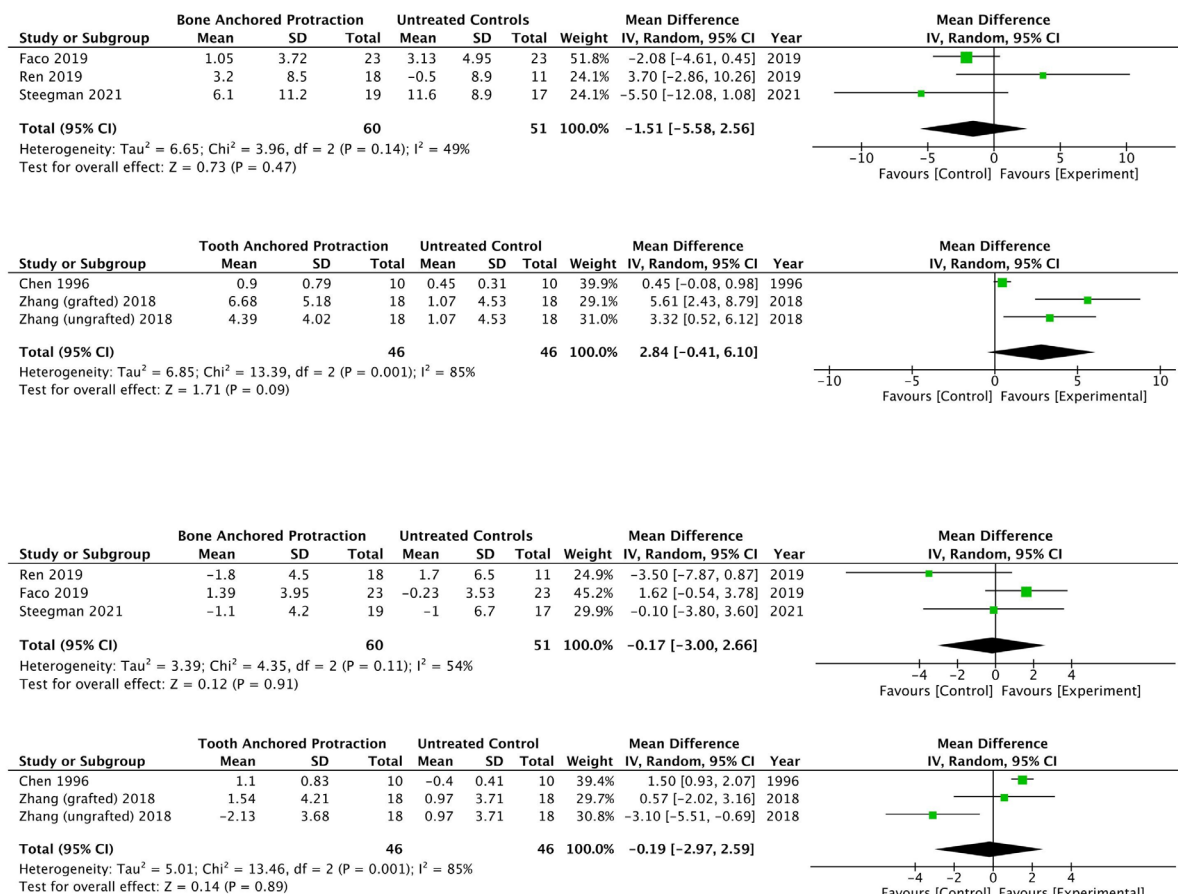 Bone Anchored Protraction Untreated Controls Mean Difference Mean Difference
Study or Subgroup Mean SD Total Mean SD Total Weight IV, Random, 95% CI Year IV, Random, 95% CI
Faco 2019 1.05 3.72 23 3.13 4.95 23 51.8% -2.08 [-4.61, 0.45] 2019
Ren 2019 3.2 8.5 18 -0.5 8.9 11 24.1% 3.70 [-2.86, 10.26] 2019
Steegman 2021 6.1 11.2 19 11.6 8.9 17 24.1% -5.50 [-12.08, 1.08] 2021
Total (95% CI) 60 51 100.0% -1.51 [-5.58, 2.56]
Heterogeneity: Tau² = 6.65; Chi² = 3.96, df = 2 (P = 0.14); I² = 49%
Test for overall effect: Z = 0.73 (P = 0.47)
-10 -5 0 5 10
Favours [Control] Favours [Experiment]
Tooth Anchored Protraction Untreated Control Mean Difference Mean Difference
Study or Subgroup Mean SD Total Mean SD Total Weight IV, Random, 95% CI Year IV, Random, 95% CI
Chen 1996 0.9 0.79 10 0.45 0.31 10 39.9% 0.45 [-0.08, 0.98] 1996
Zhang (grafted) 2018 6.68 5.18 18 1.07 4.53 18 29.1% 5.61 [2.43, 8.79] 2018
Zhang (ungrafted) 2018 4.39 4.02 18 1.07 4.53 18 31.0% 3.32 [0.52, 6.12] 2018
Total (95% CI) 46 46 100.0% 2.84 [-0.41, 6.10]
Heterogeneity: Tau² = 6.85; Chi² = 13.39, df = 2 (P = 0.001); I² = 85%
Test for overall effect: Z = 1.71 (P = 0.09)
-10 -5 0 5 10
Favours [Control] Favours [Experimental]
Bone Anchored Protraction Untreated Controls Mean Difference Mean Difference
Study or Subgroup Mean SD Total Mean SD Total Weight IV, Random, 95% CI Year IV, Random, 95% CI
Ren 2019 -1.8 4.5 18 1.7 6.5 11 24.9% -3.50 [-7.87, 0.87] 2019
Faco 2019 1.39 3.95 23 -0.23 3.53 23 45.2% 1.62 [-0.54, 3.78] 2019
Steegman 2021 -1.1 4.2 19 -1 6.7 17 29.9% -0.10 [-3.80, 3.60] 2021
Total (95% CI) 60 51 100.0% -0.17 [-3.00, 2.66]
Heterogeneity: Tau² = 3.39; Chi² = 4.35, df = 2 (P = 0.11); I² = 54%
Test for overall effect: Z = 0.12 (P = 0.91)
-4 -2 0 2 4
Favours [Control] Favours [Experiment]
Tooth Anchored Protraction Untreated Control Mean Difference Mean Difference
Study or Subgroup Mean SD Total Mean SD Total Weight IV, Random, 95% CI Year IV, Random, 95% CI
Chen 1996 1.1 0.83 10 -0.4 0.41 10 39.4% 1.50 [0.93, 2.07] 1996
Zhang (grafted) 2018 1.54 4.21 18 0.97 3.71 18 29.7% 0.57 [-2.02, 3.16] 2018
Zhang (ungrafted) 2018 -2.13 3.68 18 0.97 3.71 18 30.8% -3.10 [-5.51, -0.69] 2018
Total (95% CI) 46 46 100.0% -0.19 [-2.97, 2.59]
Heterogeneity: Tau² = 5.01; Chi² = 13.46, df = 2 (P = 0.001); I² = 85%
Test for overall effect: Z = 0.14 (P = 0.89)
-4 -2 0 2 4
Favours [Control] Favours [Experimental]